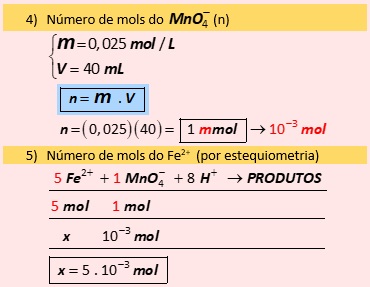 4) Número de mols do MnO₄⁻ (n)
m = 0,025 mol / L
V = 40 mL
n = m . V
n = (0,025)(40) = 1 mmol → 10⁻³ mol
5) Número de mols do Fe²⁺ (por estequiometria)
5 Fe²⁺ + 1 MnO₄⁻ + 8 H⁺ → PRODUTOS
5 mol 1 mol
x 10⁻³ mol
x = 5 . 10⁻³ mol